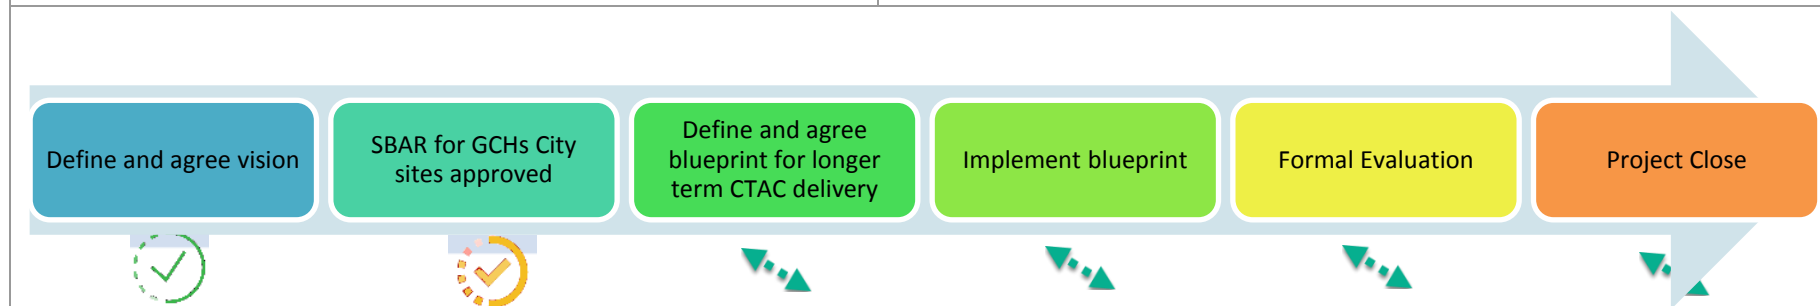 Define and agree vision
SBAR for GCHs City
sites approved
Define and agree
blueprint for longer
term CTAC delivery
Implement blueprint
Formal Evaluation
Project Close